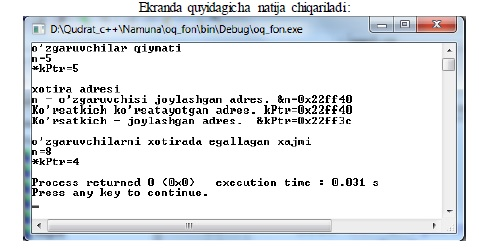 Ekranda quyidagicha natija chiqariladi:
D:\Qudrat_c++\Namuna\oq_fon\bin\Debug\oq_fon.exe
o'zgaruvchilar qiymati
n=5
*kPtr=5
xotira adresi
n - o'zgaruvchisi joylashgan adres. &n=0x22ff40
Ko'rsatkich ko'rsatayotgan adres. kPtr=0x22ff40
Ko'rsatkich - joylashgan adres.  &kPtr=0x22ff3c
o'zgaruvchilarni xotirada egallagan xajmi
n=8
*kPtr=4
Process returned 0 (0x0)   execution time : 0.031 s
Press any key to continue.